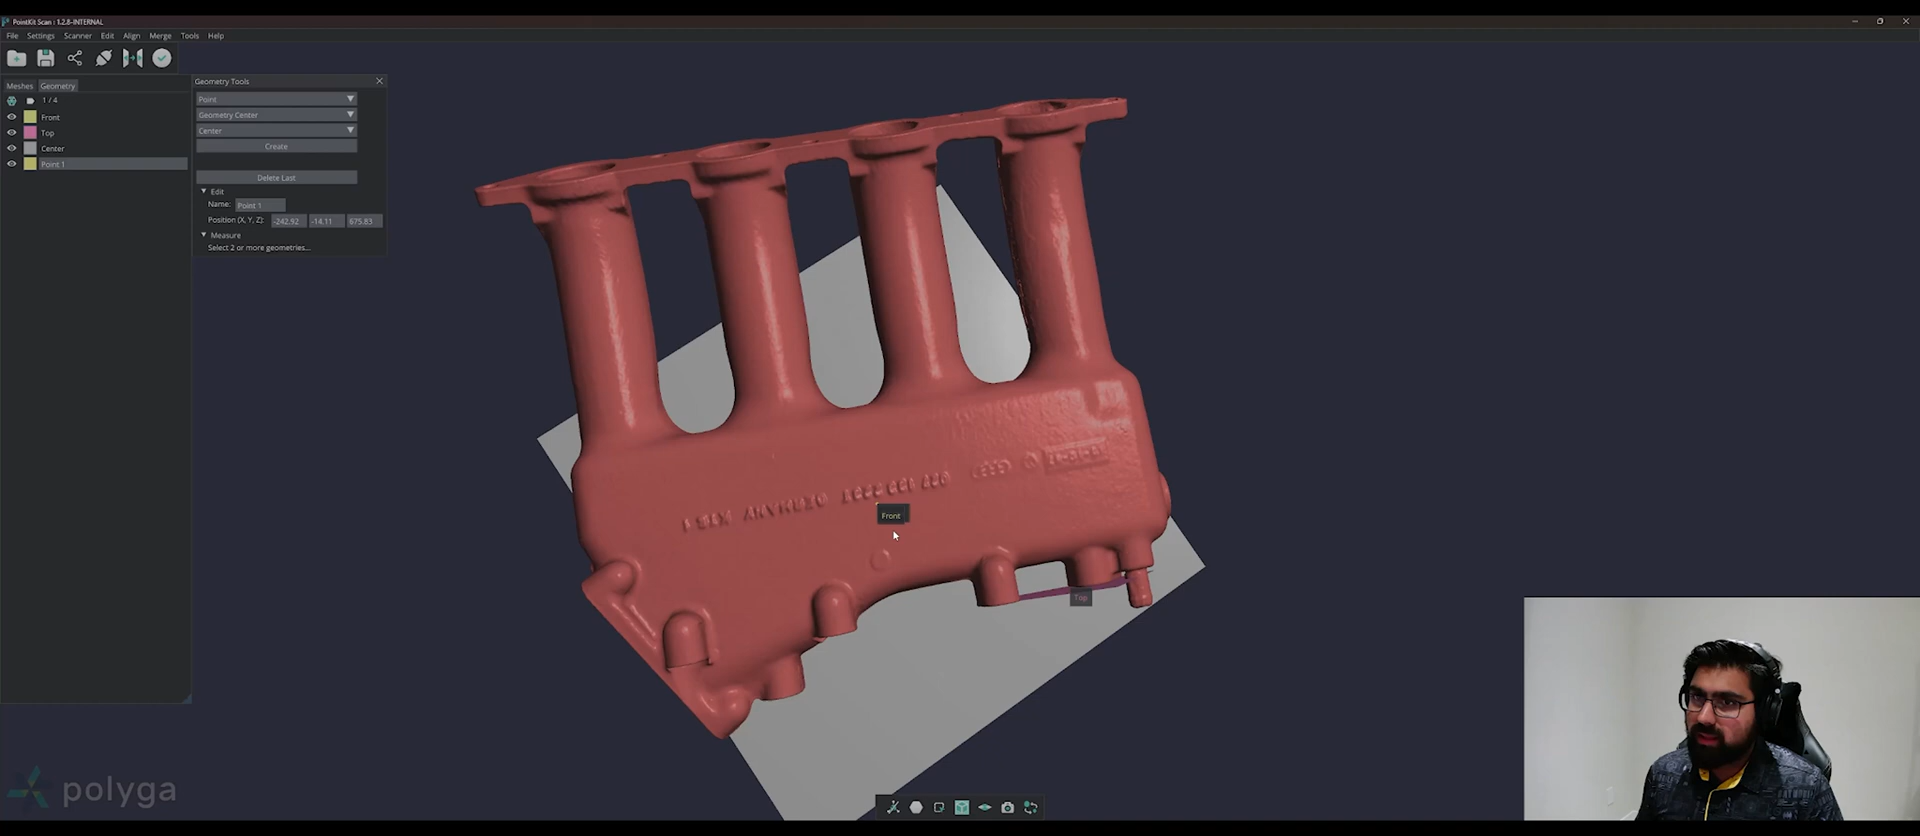 PointKit Scan : 1.2.8-INTERNAL
File Settings Scanner Edit Align Merge Tools Help
Meshes Geometry
1 / 4
Front
Top
Center
Point 1
Geometry Tools
Point
Geometry Center
Center
Create
Delete Last
Edit
Name: Point 1
Position (X, Y, Z): -242.92 -14.11 675.83
Measure
Select 2 or more geometries...
Front
Top
polyga